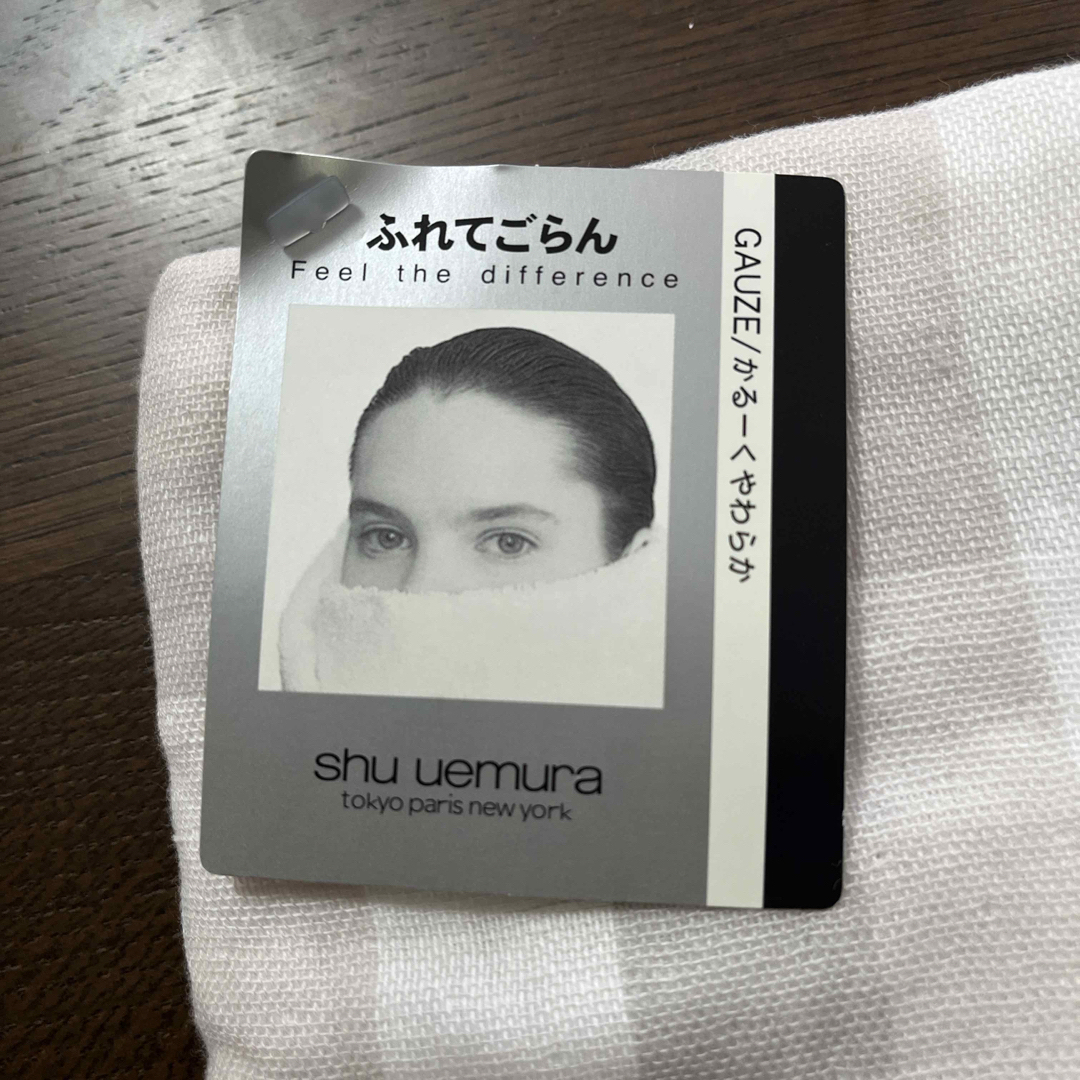 ふれてごらん
Feel the difference
GAUZE/かるーくやわらか
shu uemura
tokyo paris new york